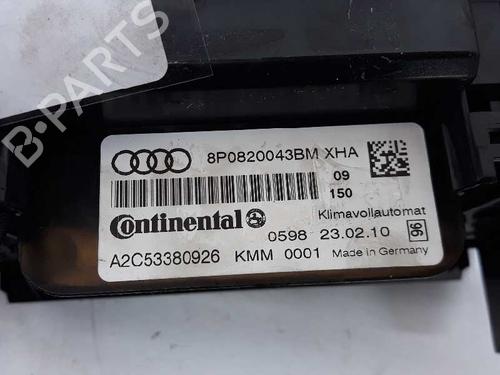 B-PARTS
8P0820043BM XHA
09
150
Continental
Klimavollautomat
0598 23.02.10
96
A2C53380926 KMM 0001 Made in Germany